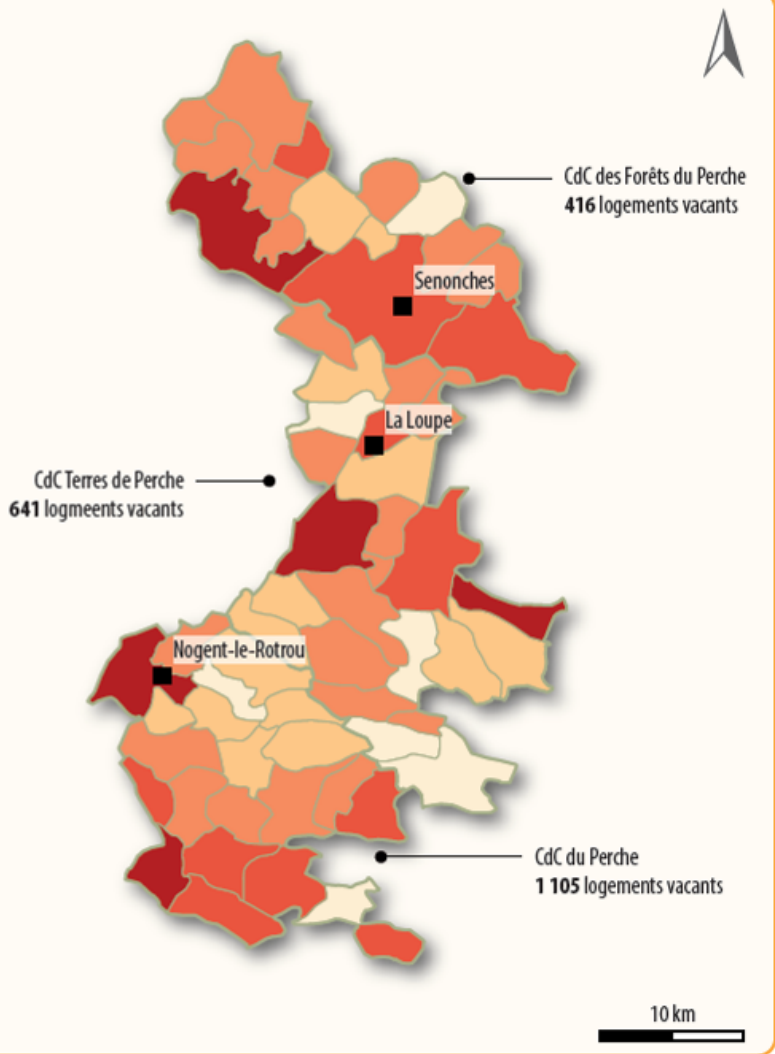 CdC des Forêts du Perche
416 logements vacants
Senonches
La Loupe
CdC Terres de Perche
641 logmeents vacants
Nogent-le-Rotrou
CdC du Perche
1 105 logements vacants
10 km